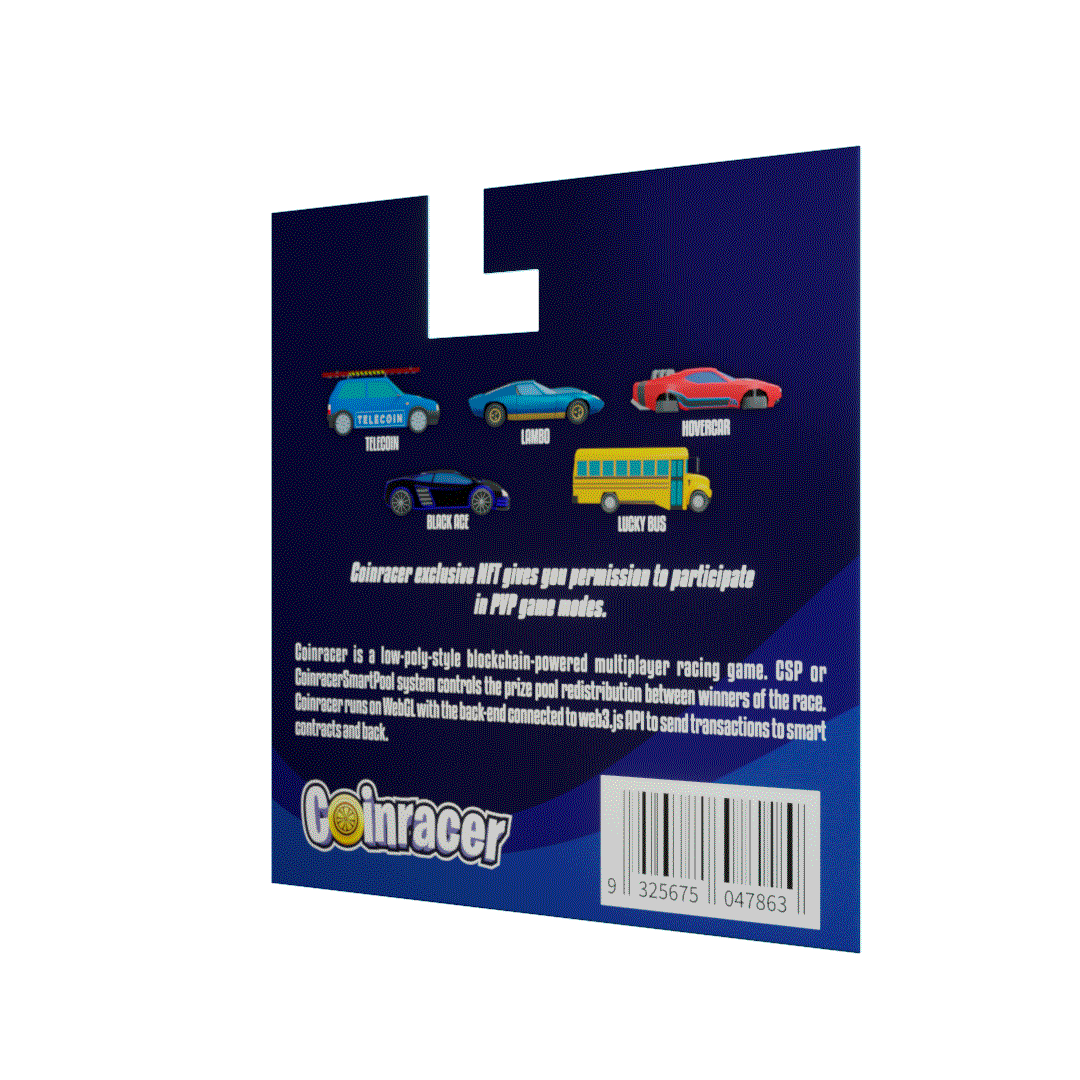 TELECOIN
TELECOIN
LAMBO
HOVERCAR
BLACK ACE
LUCKY BUS
Coinracer exclusive NFT gives you permission to participate
in PVP game modes.
Coinracer is a low-poly-style blockchain-powered multiplayer racing game. CSP or
CoinracerSmartPool system controls the prize pool redistribution between winners of the race.
Coinracer runs on WebGL with the back-end connected to web3.js API to send transactions to smart
contracts and back.
Coinracer
9 325675 047863